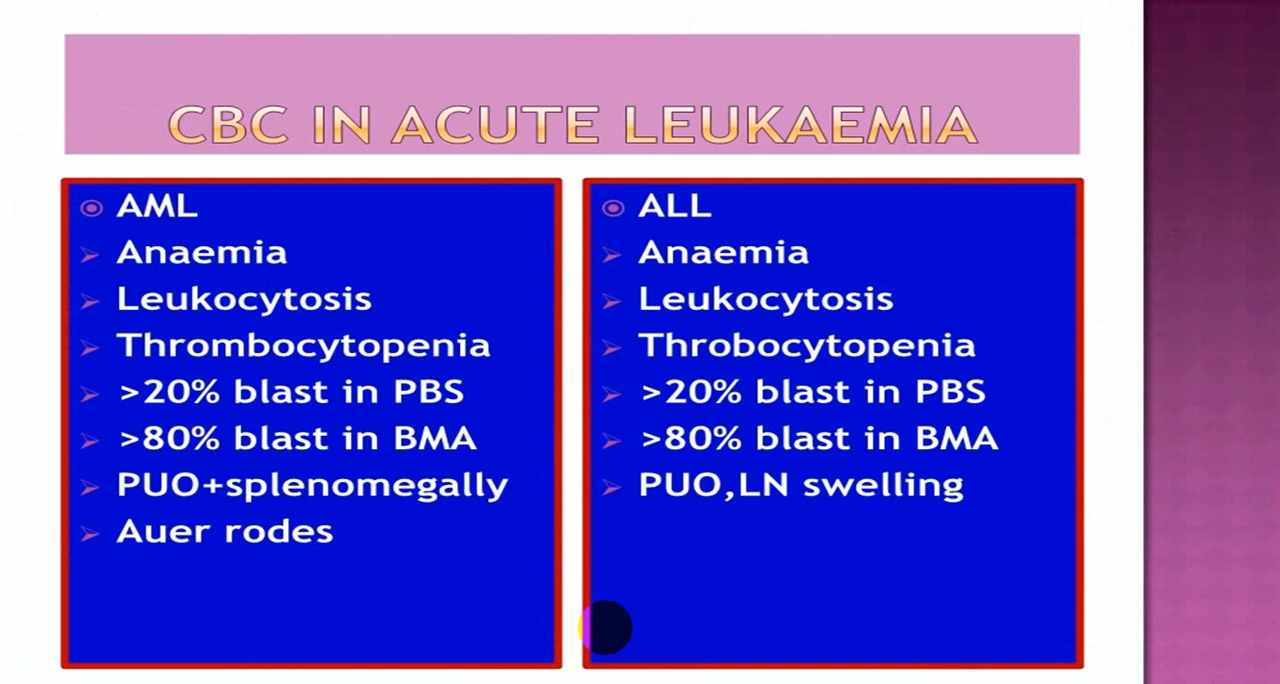 CBC IN ACUTE LEUKAEMIA
AML
Anaemia
Leukocytosis
Thrombocytopenia
>20% blast in PBS
>80% blast in BMA
PUO+splenomegally
Auer rodes
ALL
Anaemia
Leukocytosis
Throbocytopenia
>20% blast in PBS
>80% blast in BMA
PUO,LN swelling